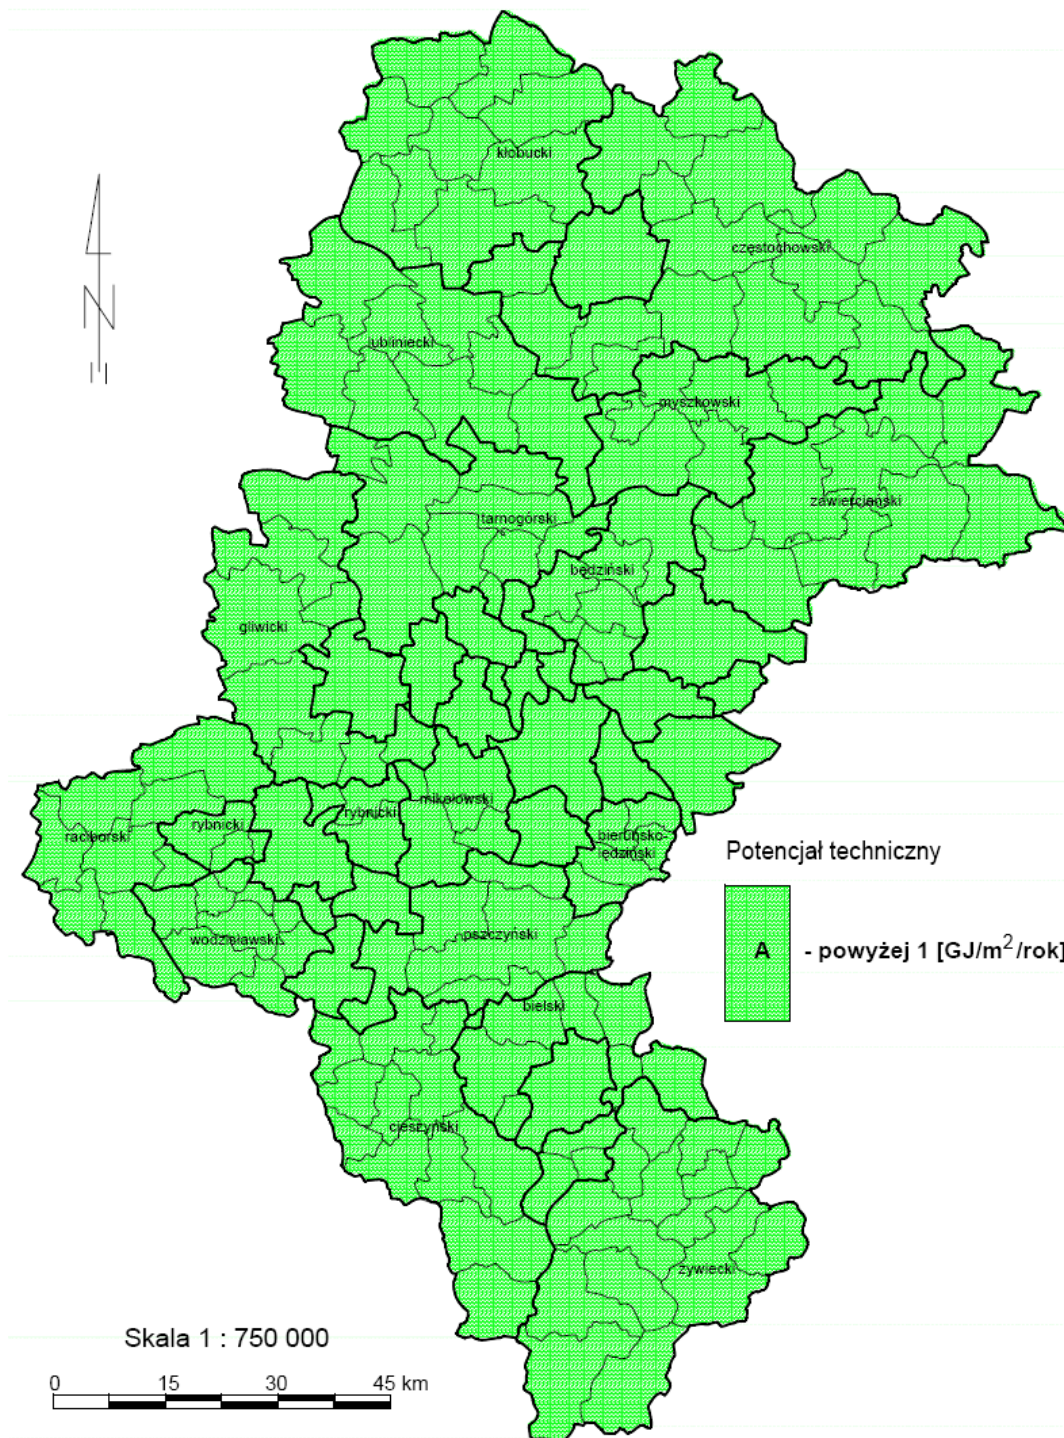 kłobucki
częstochowski
lubliniecki
myszkowski
zawierciański
tarnogórski
będziński
gliwicki
mikołowski
rybnicki
rybnicki
raciborski
bieruńsko-
lędziński
Potencjał techniczny
A - powyżej 1 [GJ/m²/rok]
wodzisławski
pszczyński
bielski
cieszyński
żywiecki
Skala 1 : 750 000
0 15 30 45 km